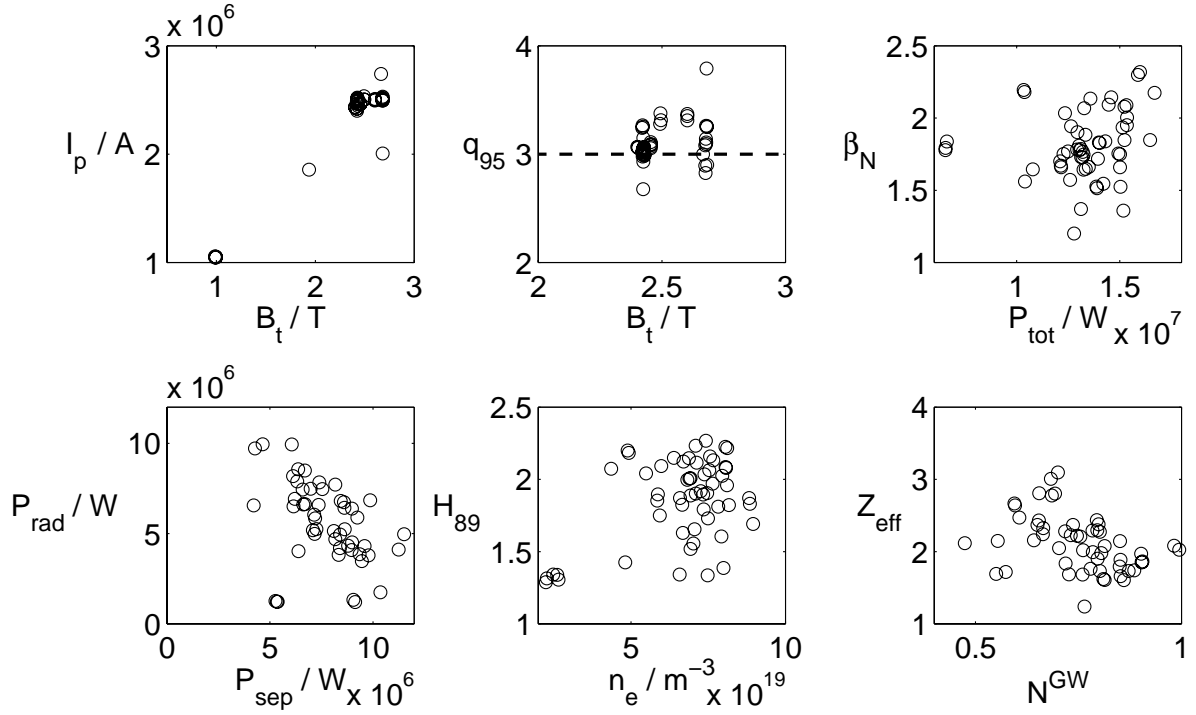 x 10^6
3
I_p / A
2
1
1
2
3
B_t / T
4
q_95
3
2
2
2.5
3
B_t / T
2.5
β_N
2
1.5
1
1
1.5
P_tot / W
x 10^7
x 10^6
10
P_rad / W
5
0
0
5
10
P_sep / W
x 10^6
2.5
H_89
2
1.5
1
5
10
n_e / m^−3
x 10^19
4
Z_eff
3
2
1
0.5
1
N^GW